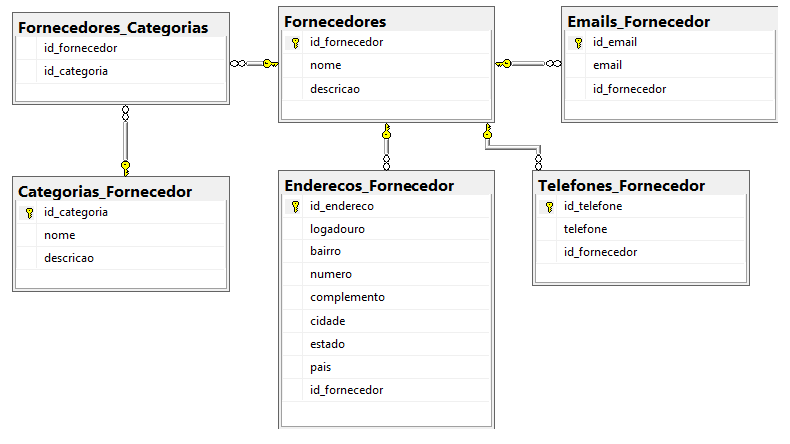 Fornecedores_Categorias
id_fornecedor
id_categoria
Fornecedores
id_fornecedor
nome
descricao
Emails_Fornecedor
id_email
email
id_fornecedor
Categorias_Fornecedor
id_categoria
nome
descricao
Enderecos_Fornecedor
id_endereco
logadouro
bairro
numero
complemento
cidade
estado
pais
id_fornecedor
Telefones_Fornecedor
id_telefone
telefone
id_fornecedor